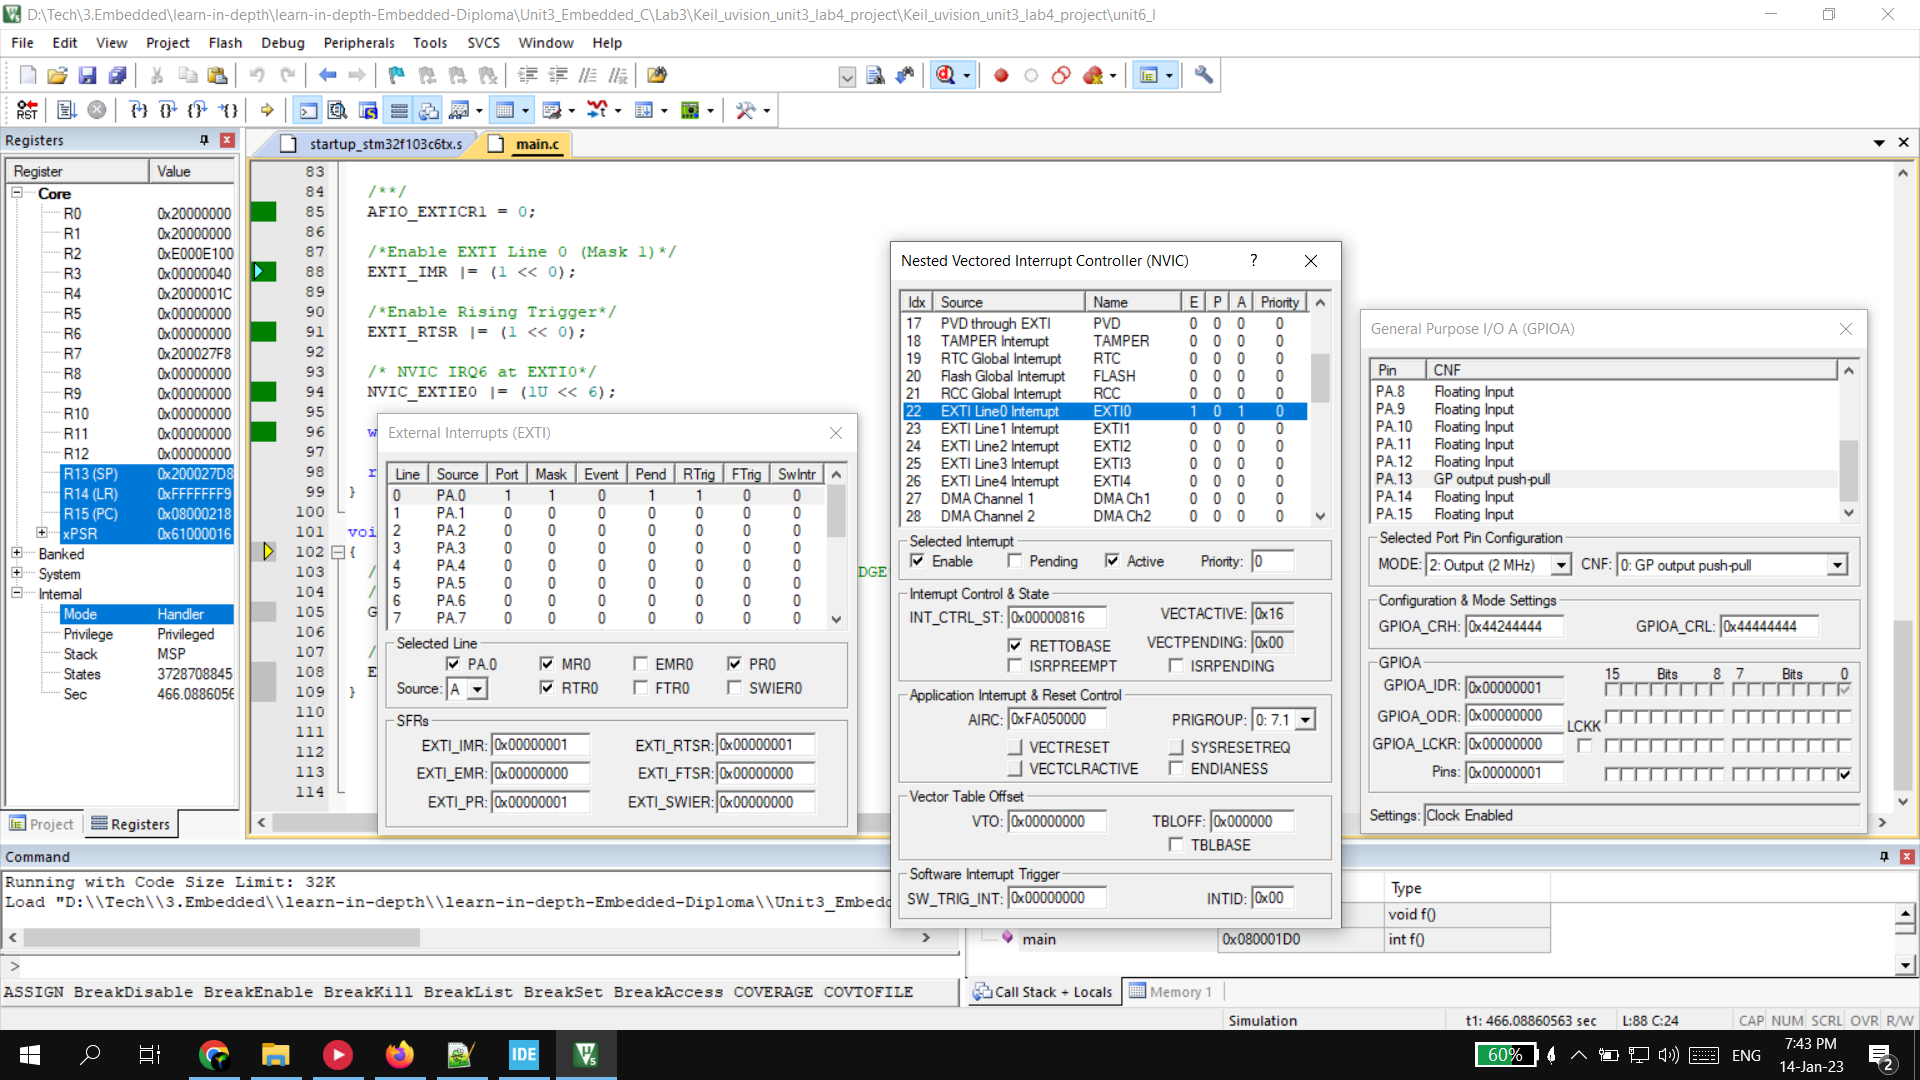 D:\Tech\3.Embedded\learn-in-depth\learn-in-depth-Embedded-Diploma\Unit3_Embedded_C\Lab3\Keil_uvision_unit3_lab4_project\Keil_uvision_unit3_lab4_project\unit6_l
File Edit View Project Flash Debug Peripherals Tools SVCS Window Help
RST
Registers
Register Value
Core
R0 0x20000000
R1 0x20000000
R2 0xE000E100
R3 0x00000040
R4 0x2000001C
R5 0x00000000
R6 0x00000000
R7 0x200027F8
R8 0x00000000
R9 0x00000000
R10 0x00000000
R11 0x00000000
R12 0x00000000
R13 (SP) 0x200027D8
R14 (LR) 0xFFFFFFF9
R15 (PC) 0x08000218
xPSR 0x61000016
Banked
System
Internal
Mode Handler
Privilege Privileged
Stack MSP
States 3728708845
Sec 466.0886056
Project Registers
startup_stm32f103c6tx.s main.c
83
84 /**/
85 AFIO_EXTICR1 = 0;
86
87 /*Enable EXTI Line 0 (Mask 1)*/
88 EXTI_IMR |= (1 << 0);
89
90 /*Enable Rising Trigger*/
91 EXTI_RTSR |= (1 << 0);
92
93 /* NVIC IRQ6 at EXTI0*/
94 NVIC_EXTIE0 |= (1U << 6);
95
96 w
97
98 r
99 }
100
101 voi
102 {
103 / DGE
104 /
105 G
106
107 /
108 E
109 }
110
111
112
113
114
External Interrupts (EXTI)
Line Source Port Mask Event Pend RTrig FTrig SwIntr
0 PA.0 1 1 0 1 1 0 0
1 PA.1 0 0 0 0 0 0 0
2 PA.2 0 0 0 0 0 0 0
3 PA.3 0 0 0 0 0 0 0
4 PA.4 0 0 0 0 0 0 0
5 PA.5 0 0 0 0 0 0 0
6 PA.6 0 0 0 0 0 0 0
7 PA.7 0 0 0 0 0 0 0
Selected Line
PA.0 MR0 EMR0 PR0
Source: A RTR0 FTR0 SWIER0
SFRs
EXTI_IMR: 0x00000001 EXTI_RTSR: 0x00000001
EXTI_EMR: 0x00000000 EXTI_FTSR: 0x00000000
EXTI_PR: 0x00000001 EXTI_SWIER: 0x00000000
Nested Vectored Interrupt Controller (NVIC) ?
Idx Source Name E P A Priority
17 PVD through EXTI PVD 0 0 0 0
18 TAMPER Interrupt TAMPER 0 0 0 0
19 RTC Global Interrupt RTC 0 0 0 0
20 Flash Global Interrupt FLASH 0 0 0 0
21 RCC Global Interrupt RCC 0 0 0 0
22 EXTI Line0 Interrupt EXTI0 1 0 1 0
23 EXTI Line1 Interrupt EXTI1 0 0 0 0
24 EXTI Line2 Interrupt EXTI2 0 0 0 0
25 EXTI Line3 Interrupt EXTI3 0 0 0 0
26 EXTI Line4 Interrupt EXTI4 0 0 0 0
27 DMA Channel 1 DMA Ch1 0 0 0 0
28 DMA Channel 2 DMA Ch2 0 0 0 0
Selected Interrupt
Enable Pending Active Priority: 0
Interrupt Control & State
INT_CTRL_ST: 0x00000816 VECTACTIVE: 0x16
RETTOBASE VECTPENDING: 0x00
ISRPREEMPT ISRPENDING
Application Interrupt & Reset Control
AIRC: 0xFA050000 PRIGROUP: 0: 7.1
VECTRESET SYSRESETREQ
VECTCLRACTIVE ENDIANESS
Vector Table Offset
VTO: 0x00000000 TBLOFF: 0x000000
TBLBASE
Software Interrupt Trigger
SW_TRIG_INT: 0x00000000 INTID: 0x00
General Purpose I/O A (GPIOA)
Pin CNF
PA.8 Floating Input
PA.9 Floating Input
PA.10 Floating Input
PA.11 Floating Input
PA.12 Floating Input
PA.13 GP output push-pull
PA.14 Floating Input
PA.15 Floating Input
Selected Port Pin Configuration
MODE: 2: Output (2 MHz) CNF: 0: GP output push-pull
Configuration & Mode Settings
GPIOA_CRH: 0x44244444 GPIOA_CRL: 0x44444444
GPIOA
15 Bits 8 7 Bits 0
GPIOA_IDR: 0x00000001
GPIOA_ODR: 0x00000000
LCKK
GPIOA_LCKR: 0x00000000
Pins: 0x00000001
Settings: Clock Enabled
Command
Running with Code Size Limit: 32K
Load "D:\\Tech\\3.Embedded\\learn-in-depth\\learn-in-depth-Embedded-Diploma\\Unit3_Embedd
>
ASSIGN BreakDisable BreakEnable BreakKill BreakList BreakSet BreakAccess COVERAGE COVTOFILE
Type
void f()
main 0x080001D0 int f()
Call Stack + Locals Memory 1
Simulation t1: 466.08860563 sec L:88 C:24 CAP NUM SCRL OVR R/W
IDE
60% ENG
7:43 PM
14-Jan-23
2